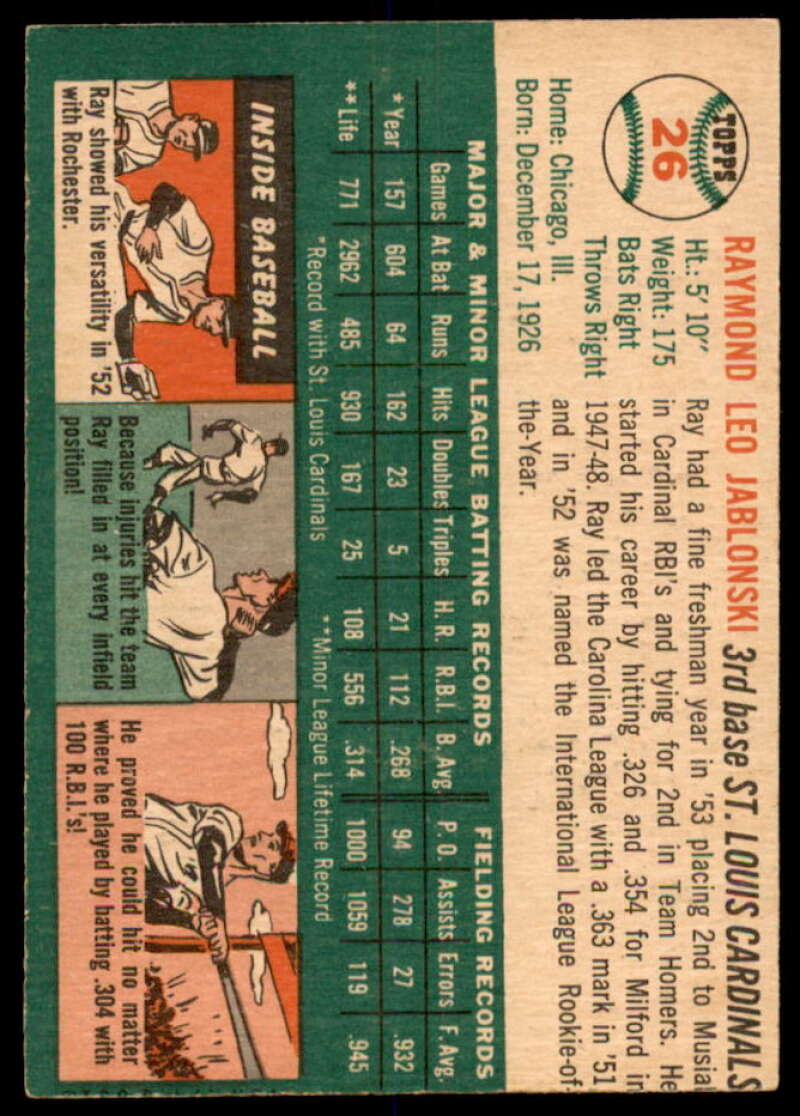 TOPPS
26
RAYMOND LEO JABLONSKI 3rd base ST. LOUIS CARDINALS
Ht.: 5' 10"
Weight: 175
Bats Right
Throws Right
Home: Chicago, Ill.
Born: December 17, 1926
Ray had a fine freshman year in '53 placing 2nd to Musial
in Cardinal RBI's and tying for 2nd in Team Homers. He
started his career by hitting .326 and .354 for Milford in
1947-48. Ray led the Carolina League with a .363 mark in '51
and in '52 was named the International League Rookie-of-
the-Year.
MAJOR & MINOR LEAGUE BATTING RECORDS FIELDING RECORDS
Games At Bat Runs Hits Doubles Triples H.R. R.B.I. B. Avg. P. O. Assists Errors F. Avg.
*Year 157 604 64 162 23 5 21 112 .268 94 278 27 .932
**Life 771 2962 485 930 167 25 108 556 .314 1000 1059 119 .945
*Record with St. Louis Cardinals **Minor League Lifetime Record
INSIDE BASEBALL
Ray showed his versatility in '52
with Rochester.
Because injuries hit the team
Ray filled in at every infield
position!
He proved he could hit no matter
where he played by batting .304 with
100 R.B.I.'s!